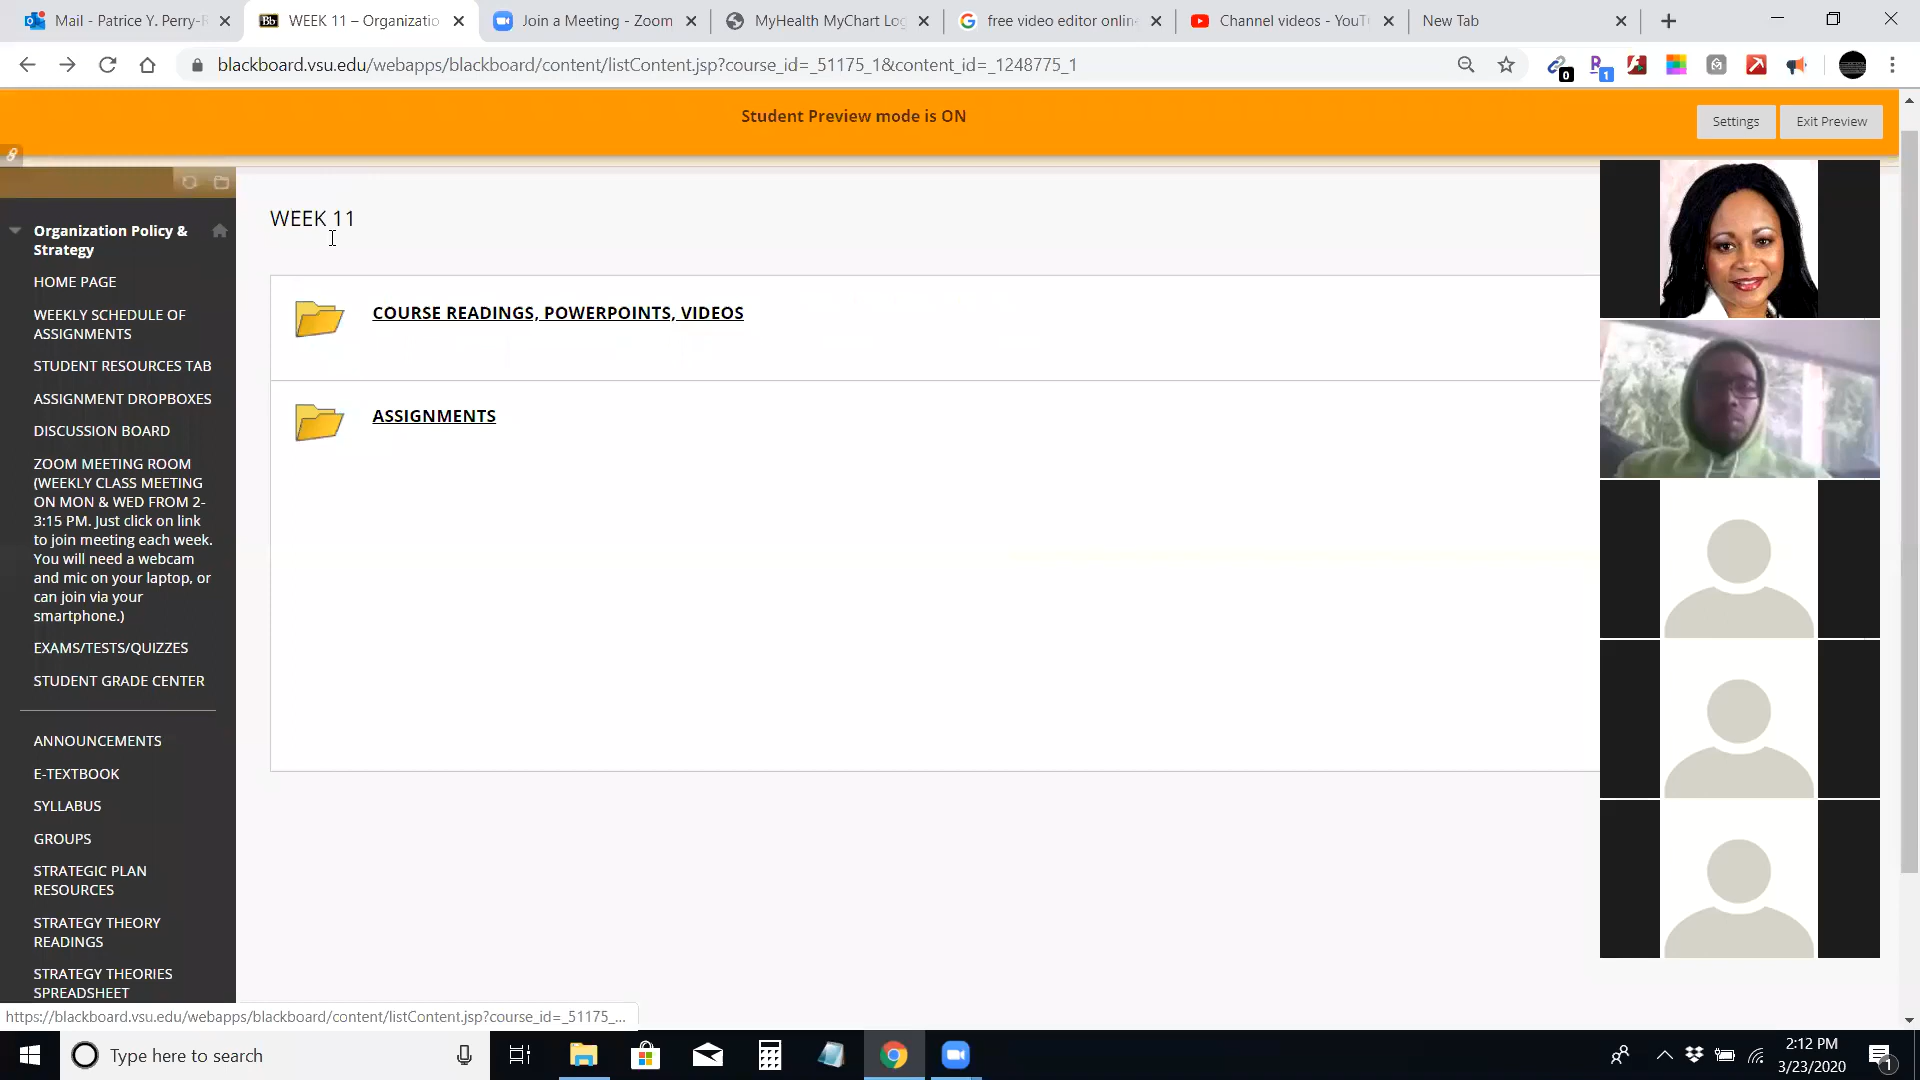 Mail - Patrice Y. Perry-
WEEK 11 – Organizatio
Join a Meeting - Zoom
MyHealth MyChart Log
free video editor online
Channel videos - YouT
New Tab
blackboard.vsu.edu/webapps/blackboard/content/listContent.jsp?course_id=_51175_1&content_id=_1248775_1
0
1
Student Preview mode is ON
Settings
Exit Preview
Organization Policy &
Strategy
HOME PAGE
WEEKLY SCHEDULE OF
ASSIGNMENTS
STUDENT RESOURCES TAB
ASSIGNMENT DROPBOXES
DISCUSSION BOARD
ZOOM MEETING ROOM
(WEEKLY CLASS MEETING
ON MON & WED FROM 2-
3:15 PM. Just click on link
to join meeting each week.
You will need a webcam
and mic on your laptop, or
can join via your
smartphone.)
EXAMS/TESTS/QUIZZES
STUDENT GRADE CENTER
ANNOUNCEMENTS
E-TEXTBOOK
SYLLABUS
GROUPS
STRATEGIC PLAN
RESOURCES
STRATEGY THEORY
READINGS
STRATEGY THEORIES
SPREADSHEET
WEEK 11
COURSE READINGS, POWERPOINTS, VIDEOS
ASSIGNMENTS
https://blackboard.vsu.edu/webapps/blackboard/content/listContent.jsp?course_id=_51175_...
Type here to search
2:12 PM
3/23/2020
1